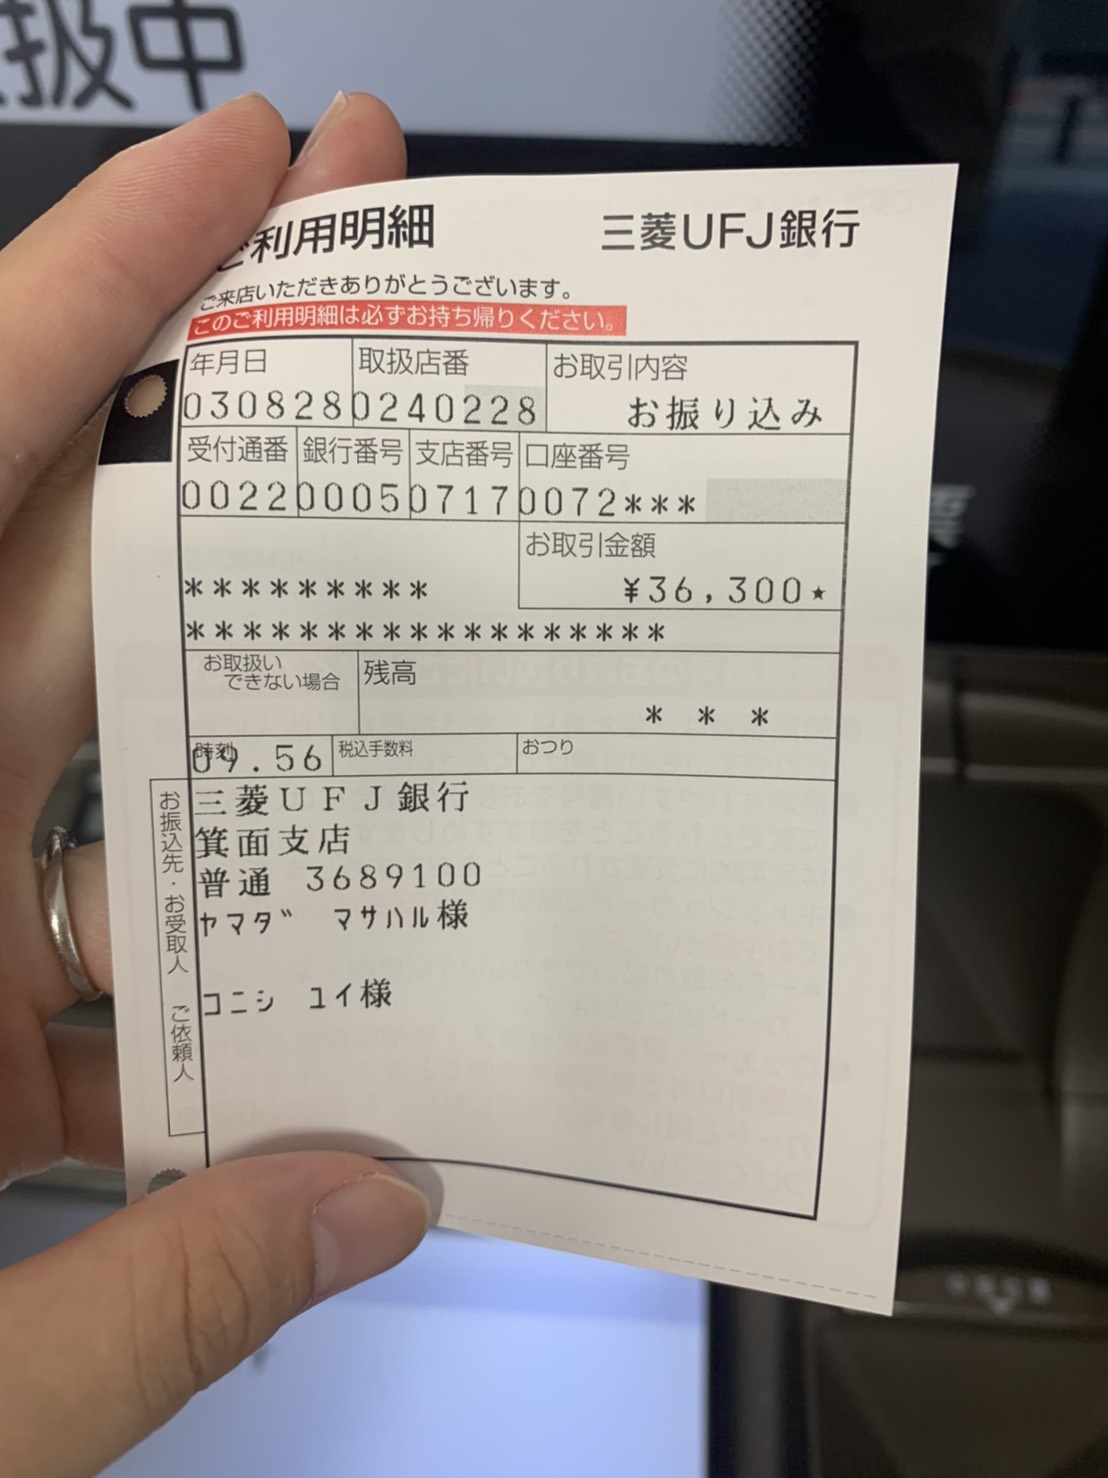 扱中
ご利用明細 三菱UFJ銀行
ご来店いただきありがとうございます。
このご利用明細は必ずお持ち帰りください。
年月日 取扱店番 お取引内容
030828 0240228 お振り込み
受付通番 銀行番号 支店番号 口座番号
0022 0005 0717 0072***
お取引金額
********* ¥36,300★
******************
お取扱いできない場合 残高
* * *
時刻 税込手数料 おつり
09.56
お振込先・お受取人 ご依頼人
三菱UFJ銀行
箕面支店
普通 3689100
ヤマダ゛ マサハル様
コニシ ユイ様